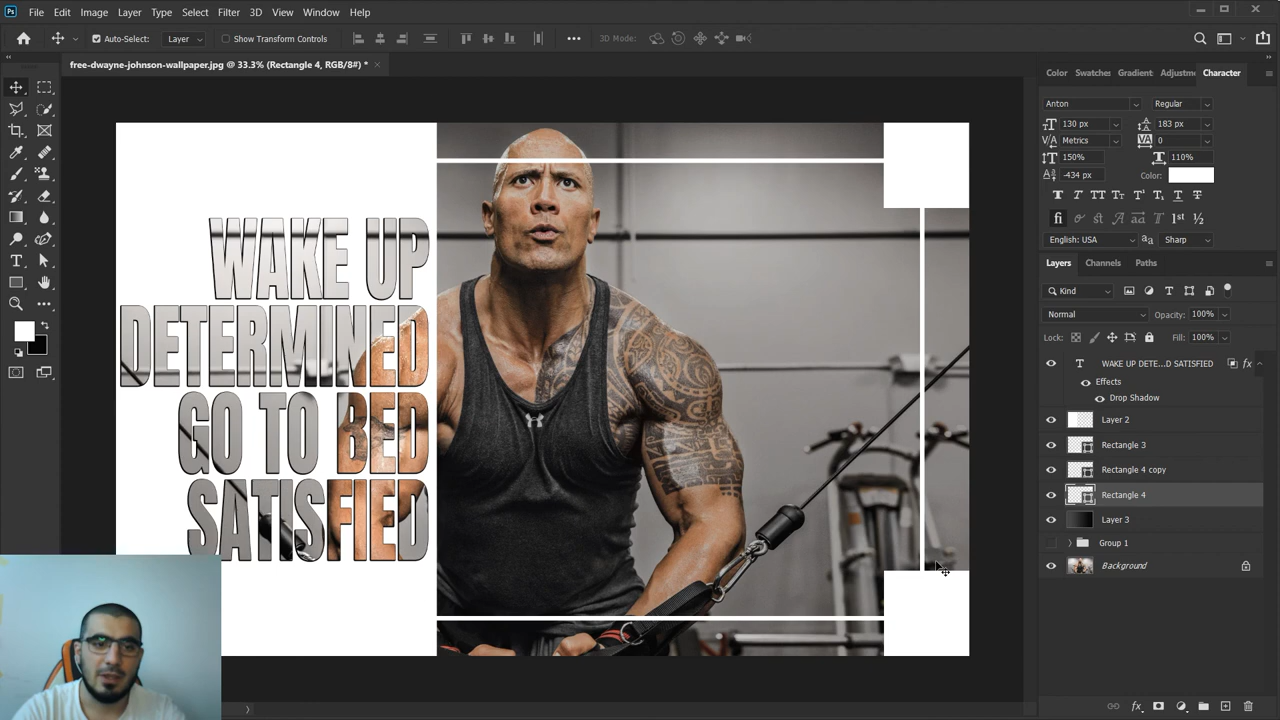 Ps File Edit Image Layer Type Select Filter 3D View Window Help
Auto-Select: Layer Show Transform Controls 3D Mode:
free-dwayne-johnson-wallpaper.jpg @ 33.3% (Rectangle 4, RGB/8#) *
Color Swatches Gradient Adjustme Character
Anton Regular
130 px 183 px
Metrics 0
150% 110%
-434 px Color:
English: USA Sharp
Layers Channels Paths
Kind
Normal Opacity: 100%
Lock: Fill: 100%
WAKE UP DETE...D SATISFIED fx
Effects
Drop Shadow
Layer 2
Rectangle 3
Rectangle 4 copy
Rectangle 4
Layer 3
Group 1
Background
WAKE UP
DETERMINED
GO TO BED
SATISFIED